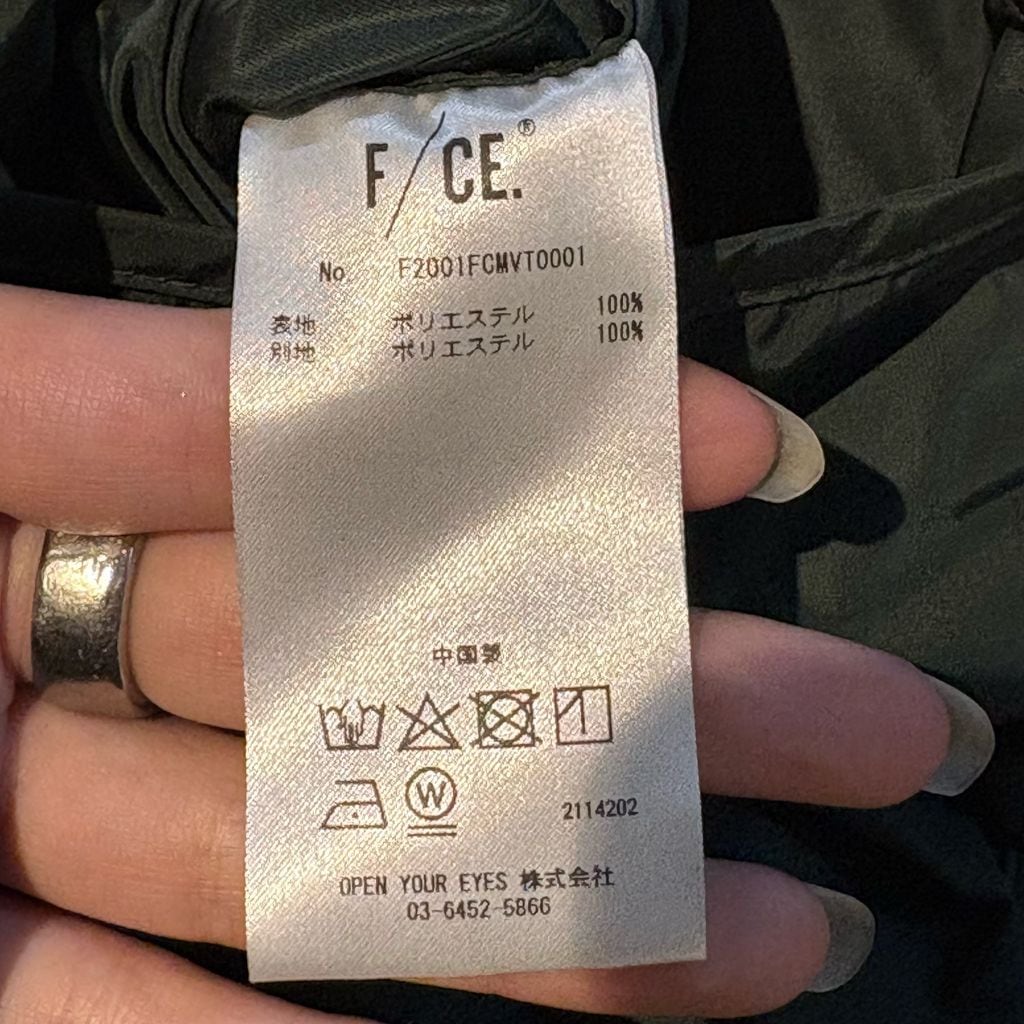 F/CE.®
No F2001FCMVT0001
表地 ポリエステル 100%
別地 ポリエステル 100%
中国製
W
2114202
OPEN YOUR EYES 株式会社
03-6452-5866